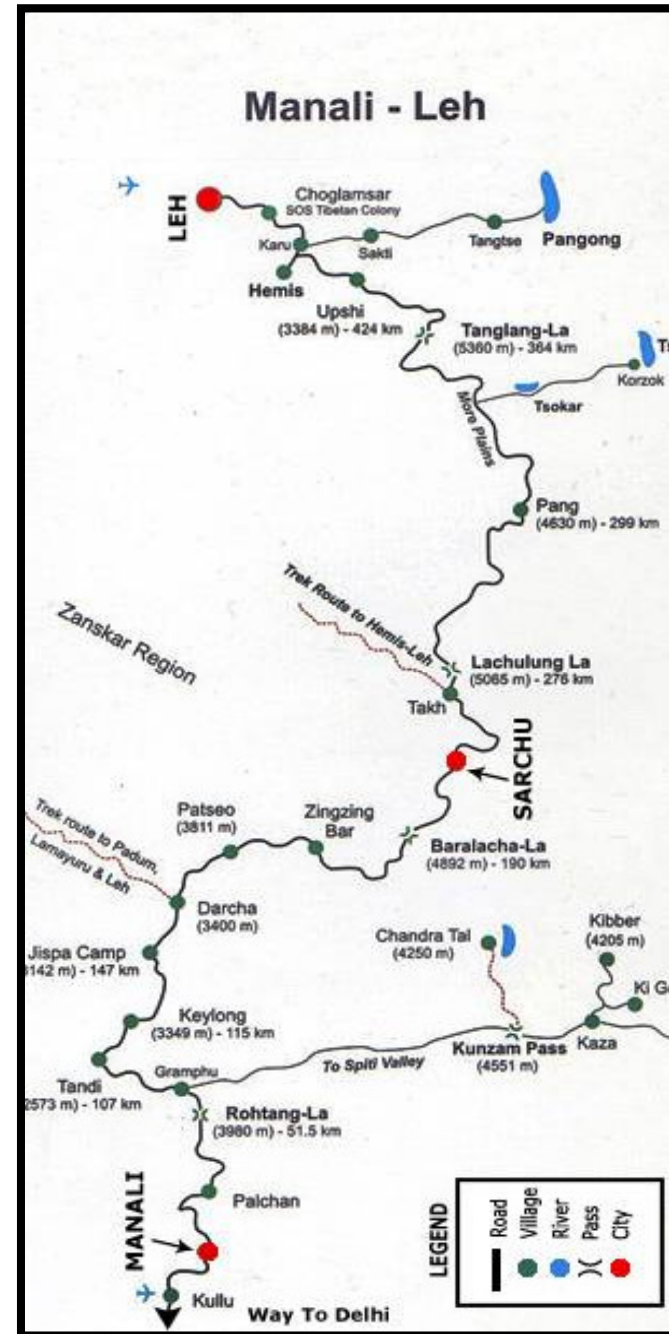 Manali - Leh
LEH
Choglamsar
SOS Tibetan Colony
Karu
Sakti
Tangtse
Pangong
Hemis
Upshi
(3384 m) - 424 km
Tanglang-La
(5360 m) - 364 km
Ts
Korzok
Tsokar
More Plains
Pang
(4630 m) - 299 km
Trek Route to Hemis-Leh
Zanskar Region
Lachulung La
(5065 m) - 276 km
Takh
SARCHU
Patseo
(3811 m)
Zingzing
Bar
Baralacha-La
(4892 m) - 190 km
Trek route to Padum,
Lamayuru & Leh
Darcha
(3400 m)
Chandra Tal
(4250 m)
Kibber
(4205 m)
Jispa Camp
3142 m) - 147 km
Ki Go
Keylong
(3349 m) - 115 km
Kaza
Kunzam Pass
(4551 m)
To Spiti Valley
Gramphu
Tandi
2573 m) - 107 km
Rohtang-La
(3980 m) - 51.5 km
Palchan
MANALI
Kullu
Way To Delhi
LEGEND
Road
Village
River
Pass
City